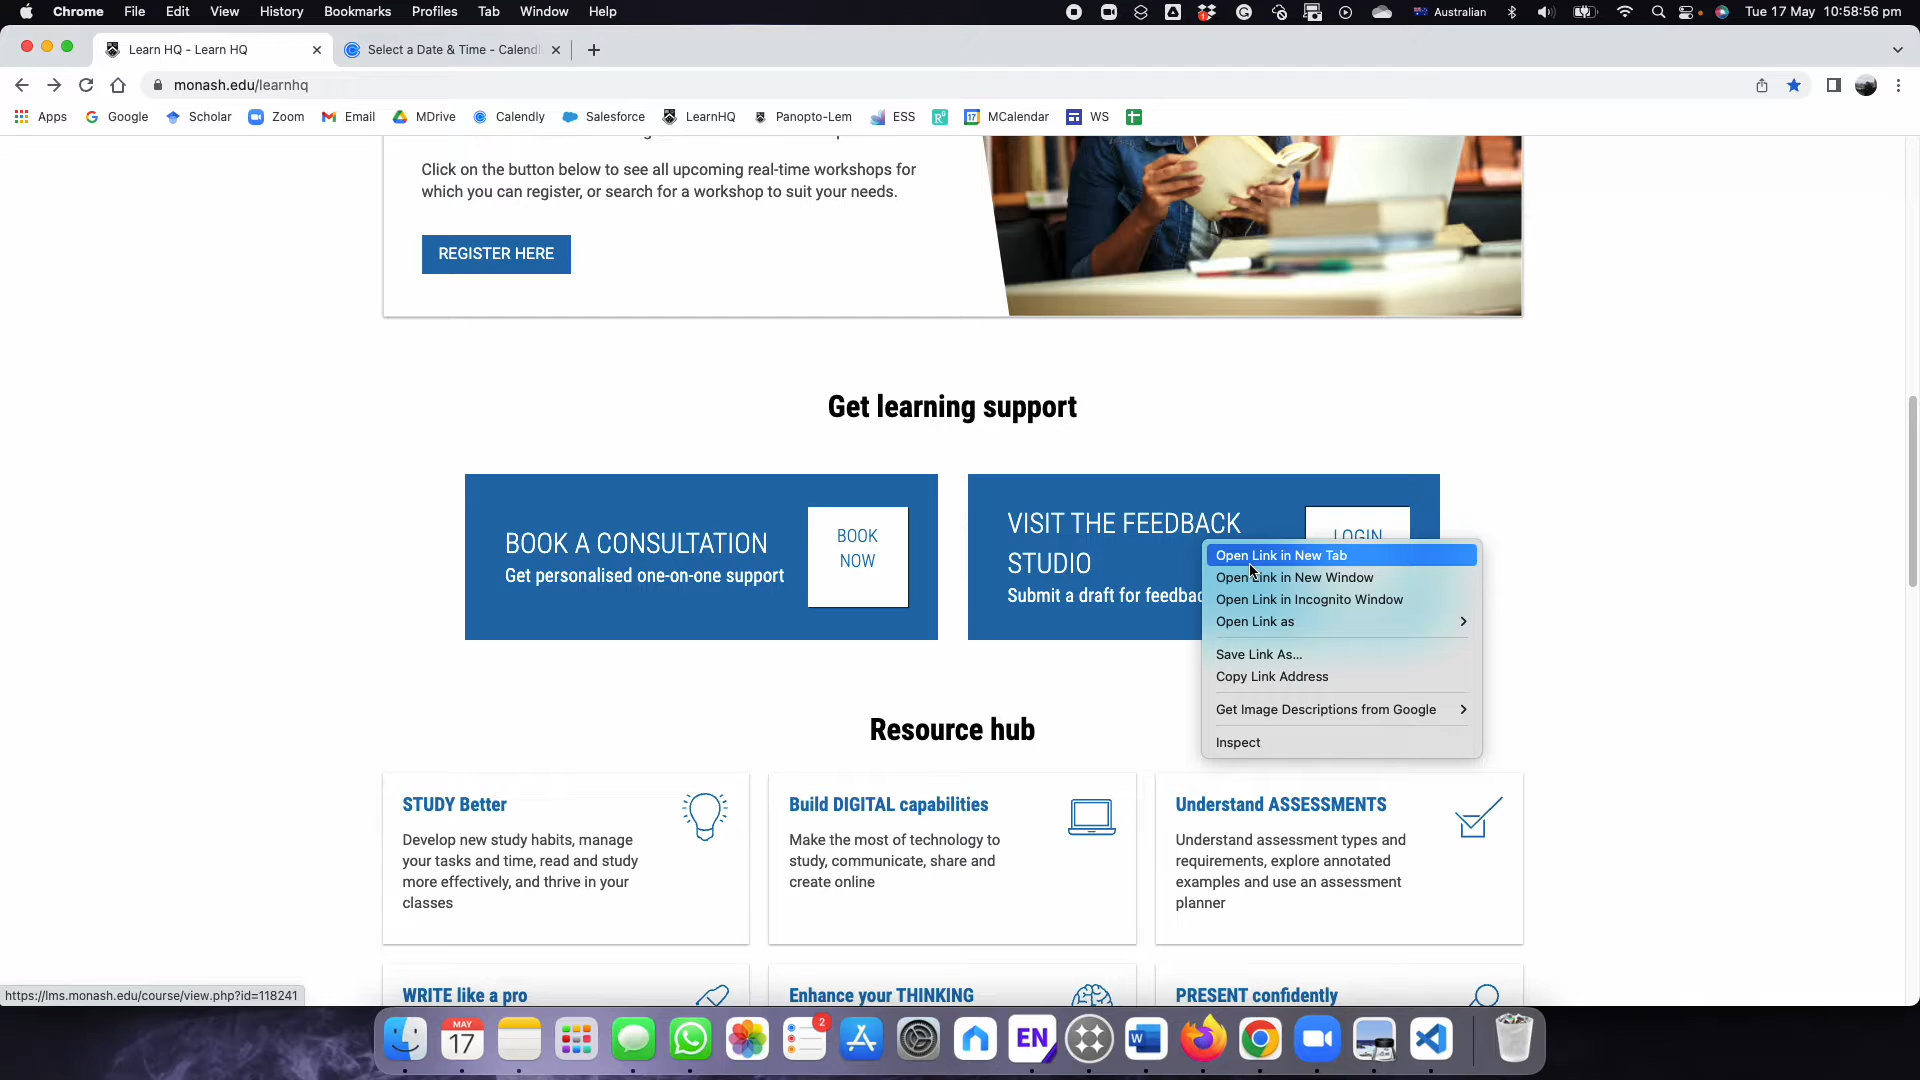 Chrome File Edit View History Bookmarks Profiles Tab Window Help
Australian
Tue 17 May 10:58:56 pm
Learn HQ - Learn HQ
Select a Date & Time - Calendl
monash.edu/learnhq
Apps Google Scholar Zoom Email MDrive Calendly Salesforce LearnHQ Panopto-Lem ESS MCalendar WS
Click on the button below to see all upcoming real-time workshops for
which you can register, or search for a workshop to suit your needs.
REGISTER HERE
Get learning support
BOOK A CONSULTATION
Get personalised one-on-one support
BOOK
NOW
VISIT THE FEEDBACK
STUDIO
Submit a draft for feedbac
LOGIN
Open Link in New Tab
Open Link in New Window
Open Link in Incognito Window
Open Link as
Save Link As...
Copy Link Address
Get Image Descriptions from Google
Inspect
Resource hub
STUDY Better
Develop new study habits, manage
your tasks and time, read and study
more effectively, and thrive in your
classes
Build DIGITAL capabilities
Make the most of technology to
study, communicate, share and
create online
Understand ASSESSMENTS
Understand assessment types and
requirements, explore annotated
examples and use an assessment
planner
WRITE like a pro
Enhance your THINKING
PRESENT confidently
https://lms.monash.edu/course/view.php?id=118241
MAY
17
2
EN
W